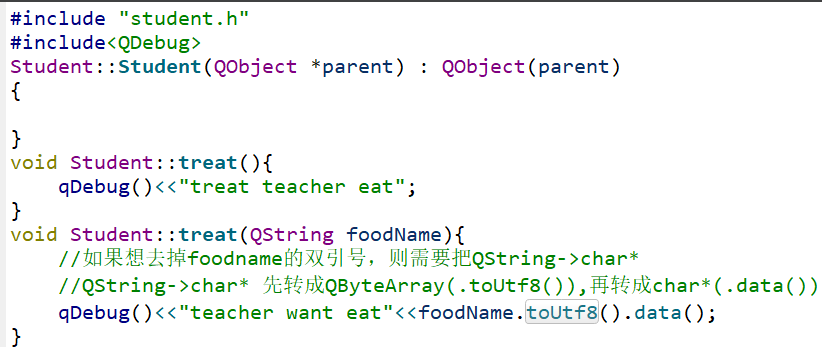 #include "student.h"
#include<QDebug>
Student::Student(QObject *parent) : QObject(parent)
{
}
void Student::treat(){
    qDebug()<<"treat teacher eat";
}
void Student::treat(QString foodName){
    //如果想去掉foodname的双引号，则需要把QString->char*
    //QString->char* 先转成QByteArray(.toUtf8()),再转成char*(.data())
    qDebug()<<"teacher want eat"<<foodName.toUtf8().data();
}